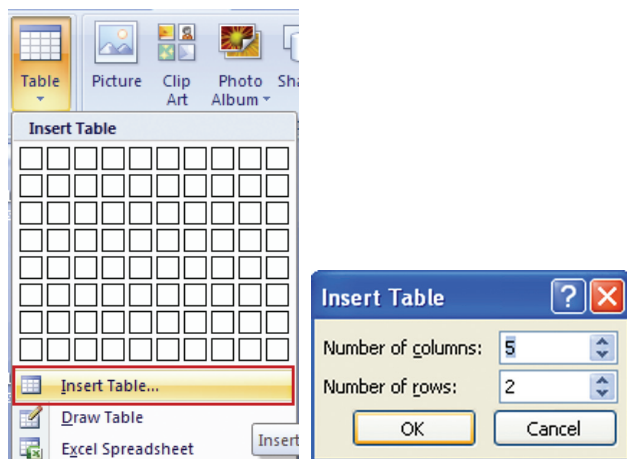 Table Picture Clip Photo Sha
Art Album
Insert Table
Insert Table...
Draw Table
Excel Spreadsheet
Insert
Insert Table
Number of columns: 5
Number of rows: 2
OK Cancel